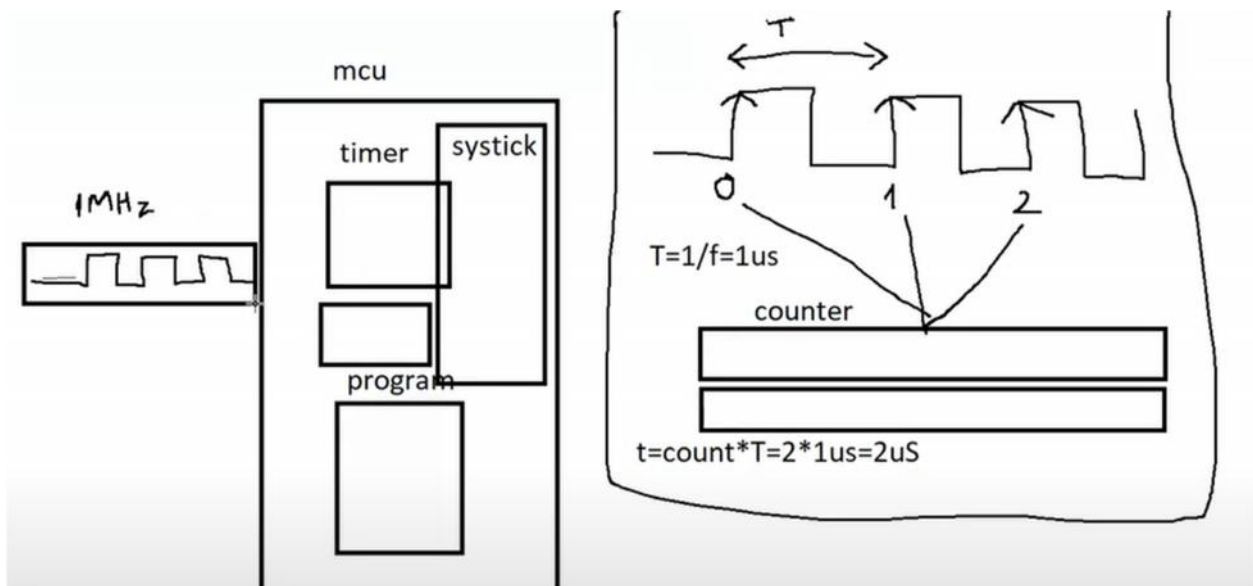 mcu
timer
systick
1MHz
program
T
0
1
2
T=1/f=1us
counter
t=count*T=2*1us=2uS